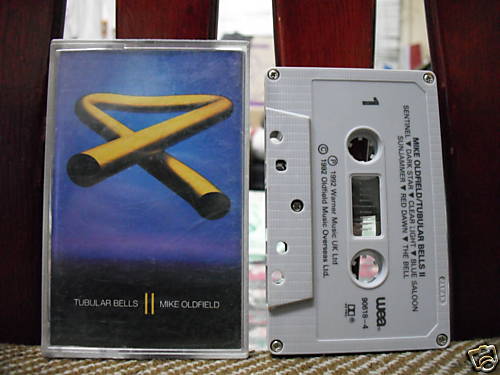 TUBULAR BELLS II MIKE OLDFIELD
1
MIKE OLDFIELD/TUBULAR BELLS II
SENTINEL ▼ DARK STAR ▼ CLEAR LIGHT ▼ BLUE SALOON
SUNJAMMER ▼ RED DAWN ▼ THE BELL
Ⓟ 1992 Warner Music UK Ltd
© 1992 Oldfield Music Overseas Ltd.
wea
90618-4